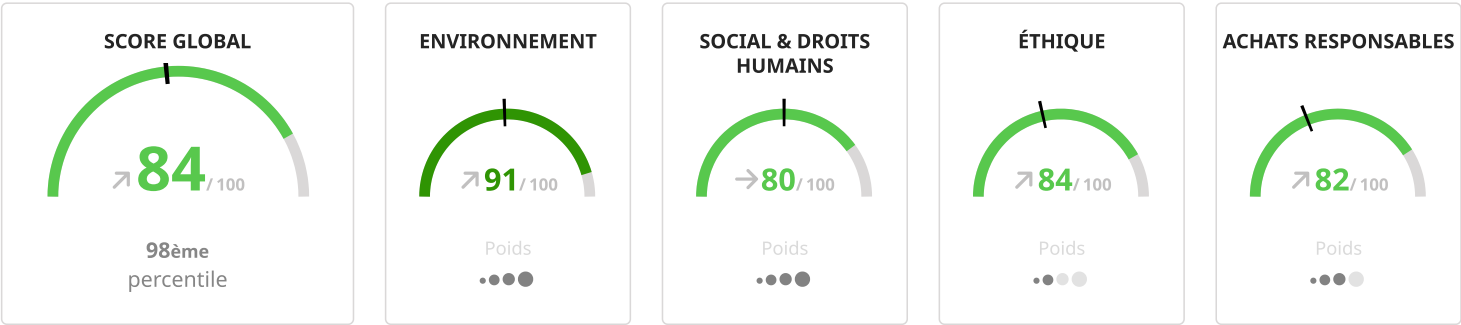 SCORE GLOBAL
84 / 100
98ème
percentile
ENVIRONNEMENT
91 / 100
Poids
SOCIAL & DROITS
HUMAINS
80 / 100
Poids
ÉTHIQUE
84 / 100
Poids
ACHATS RESPONSABLES
82 / 100
Poids